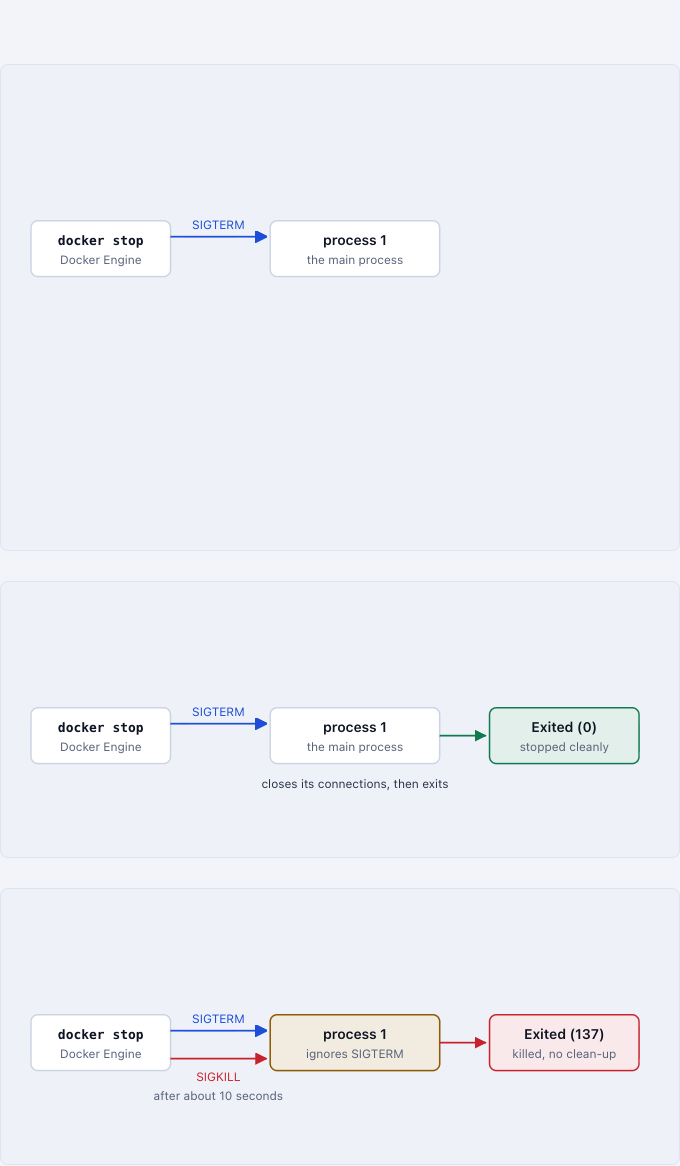 SIGTERM
docker stop
Docker Engine
process 1
the main process
SIGTERM
docker stop
Docker Engine
process 1
the main process
Exited (0)
stopped cleanly
closes its connections, then exits
SIGTERM
docker stop
Docker Engine
process 1
ignores SIGTERM
Exited (137)
killed, no clean-up
SIGKILL
after about 10 seconds